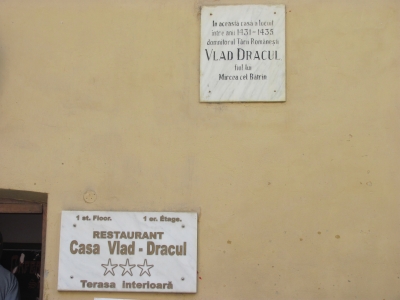 In această casă a locuit
între anii 1431-1435
domnitorul Țării Românești
VLAD DRACUL
fiul lui
Mircea cel Bătrîn
1 st. Floor. 1 er. Étage.
RESTAURANT
Casa Vlad - Dracul
Terasa Interioară